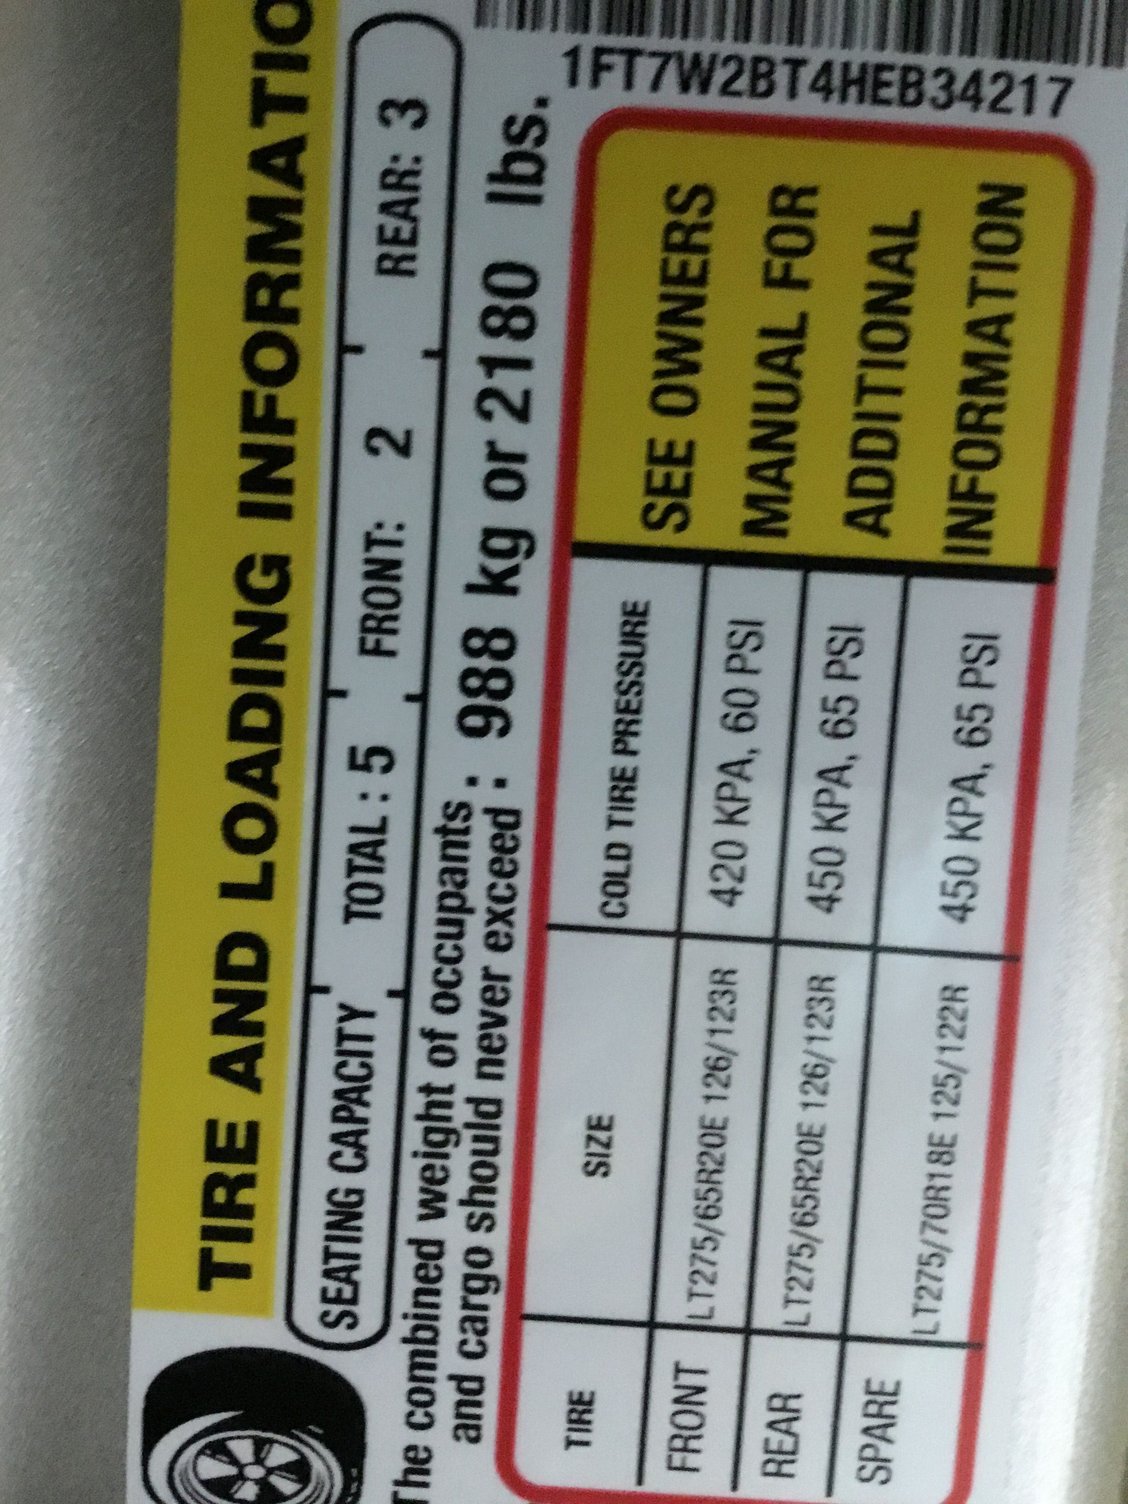 TIRE AND LOADING INFORMATIO
SEATING CAPACITY TOTAL : 5 FRONT: 2 REAR: 3
The combined weight of occupants
and cargo should never exceed : 988 kg or 2180 lbs.
1FT7W2BT4HEB34217
TIRE SIZE COLD TIRE PRESSURE
FRONT LT275/65R20E 126/123R 420 KPA, 60 PSI
REAR LT275/65R20E 126/123R 450 KPA, 65 PSI
SPARE LT275/70R18E 125/122R 450 KPA, 65 PSI
SEE OWNERS
MANUAL FOR
ADDITIONAL
INFORMATION